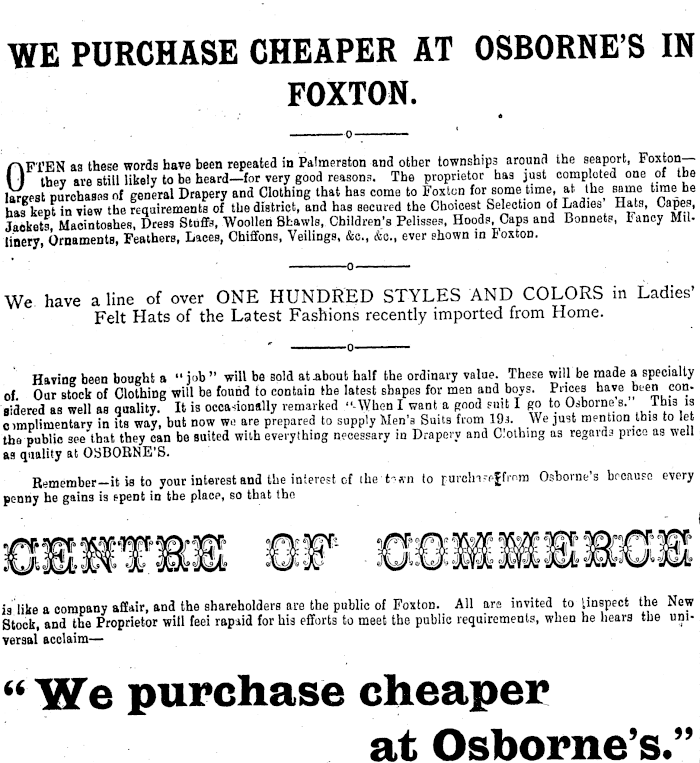 WE PURCHASE CHEAPER AT OSBORNE'S IN
FOXTON.
OFTEN as these words have been repeated in Palmerston and other townships around the seaport, Foxton—
they are still likely to be heard—for very good reasons. The proprietor has just completed one of the
largest purchases of general Drapery and Clothing that has come to Foxton for some time, at the same time he
has kept in view the requirements of the district, and has secured the Choicest Selection of Ladies' Hats, Capes,
Jackets, Macintoshes, Dress Stuffs, Woollen Shawls, Children's Pelisses, Hoods, Caps and Bonnets, Fancy Mil-
linery, Ornaments, Feathers, Laces, Chiffons, Veilings, &c., &c., ever shown in Foxton.
We have a line of over ONE HUNDRED STYLES AND COLORS in Ladies'
Felt Hats of the Latest Fashions recently imported from Home.
Having been bought a "job" will be sold at about half the ordinary value. These will be made a specialty
of. Our stock of Clothing will be found to contain the latest shapes for men and boys. Prices have been con-
sidered as well as quality. It is occasionally remarked "When I want a good suit I go to Osborne's." This is
complimentary in its way, but now we are prepared to supply Men's Suits from 19s. We just mention this to let
the public see that they can be suited with everything necessary in Drapery and Clothing as regards price as well
as quality at OSBORNE'S.
Remember—it is to your interest and the interest of the town to purchase from Osborne's because every
penny he gains is spent in the place, so that the
CENTRE OF COMMERCE
is like a company affair, and the shareholders are the public of Foxton. All are invited to inspect the New
Stock, and the Proprietor will feel rapaid for his efforts to meet the public requirements, when he hears the uni-
versal acclaim—
"We purchase cheaper
at Osborne's."